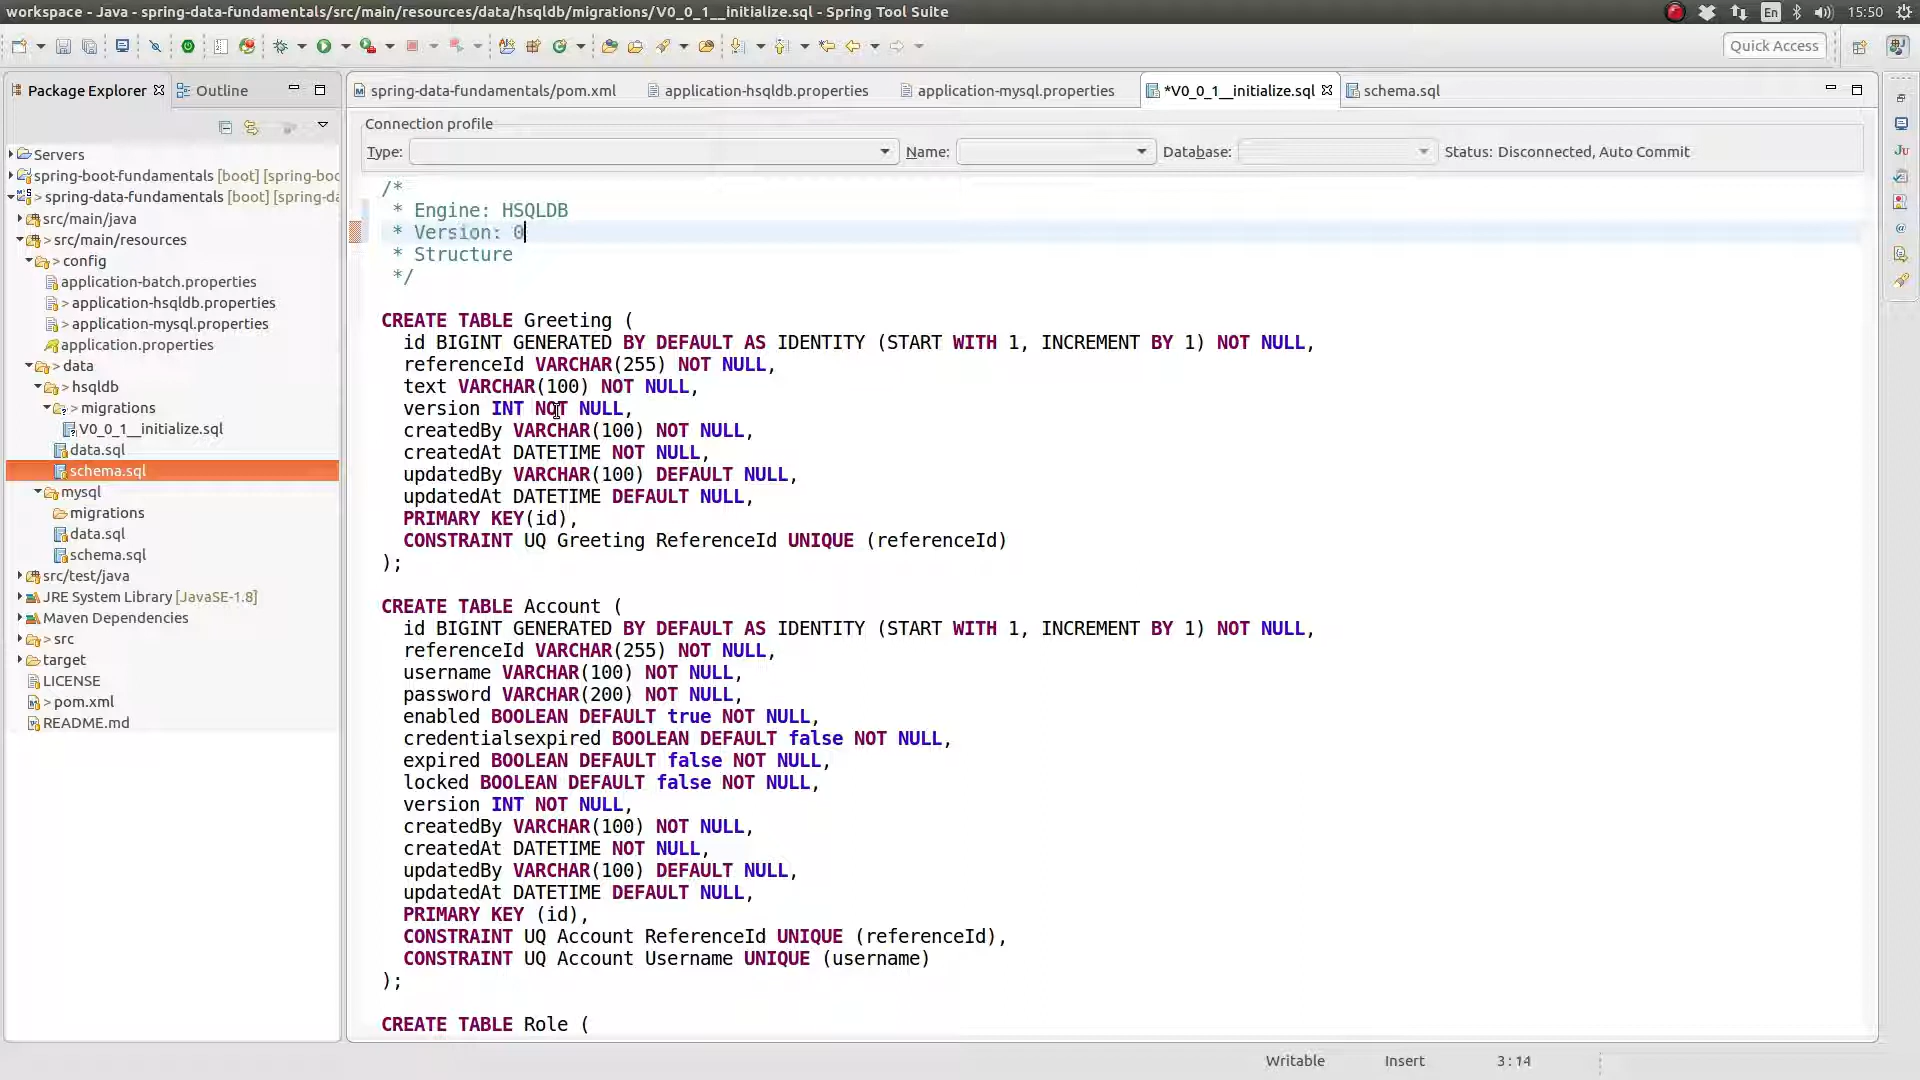 workspace - Java - spring-data-fundamentals/src/main/resources/data/hsqldb/migrations/V0_0_1__initialize.sql - Spring Tool Suite
En
15:50
Quick Access
Package Explorer
Outline
spring-data-fundamentals/pom.xml
application-hsqldb.properties
application-mysql.properties
*V0_0_1__initialize.sql
schema.sql
Servers
spring-boot-fundamentals [boot] [spring-boo
> spring-data-fundamentals [boot] [spring-da
src/main/java
> src/main/resources
> config
application-batch.properties
> application-hsqldb.properties
> application-mysql.properties
application.properties
> data
> hsqldb
> migrations
V0_0_1__initialize.sql
data.sql
schema.sql
mysql
migrations
data.sql
schema.sql
src/test/java
JRE System Library [JavaSE-1.8]
Maven Dependencies
> src
target
LICENSE
> pom.xml
README.md
Connection profile
Type:
Name:
Database:
Status: Disconnected, Auto Commit
/*
 * Engine: HSQLDB
 * Version: 0
 * Structure
 */
CREATE TABLE Greeting (
  id BIGINT GENERATED BY DEFAULT AS IDENTITY (START WITH 1, INCREMENT BY 1) NOT NULL,
  referenceId VARCHAR(255) NOT NULL,
  text VARCHAR(100) NOT NULL,
  version INT NOT NULL,
  createdBy VARCHAR(100) NOT NULL,
  createdAt DATETIME NOT NULL,
  updatedBy VARCHAR(100) DEFAULT NULL,
  updatedAt DATETIME DEFAULT NULL,
  PRIMARY KEY(id),
  CONSTRAINT UQ Greeting ReferenceId UNIQUE (referenceId)
);
CREATE TABLE Account (
  id BIGINT GENERATED BY DEFAULT AS IDENTITY (START WITH 1, INCREMENT BY 1) NOT NULL,
  referenceId VARCHAR(255) NOT NULL,
  username VARCHAR(100) NOT NULL,
  password VARCHAR(200) NOT NULL,
  enabled BOOLEAN DEFAULT true NOT NULL,
  credentialsexpired BOOLEAN DEFAULT false NOT NULL,
  expired BOOLEAN DEFAULT false NOT NULL,
  locked BOOLEAN DEFAULT false NOT NULL,
  version INT NOT NULL,
  createdBy VARCHAR(100) NOT NULL,
  createdAt DATETIME NOT NULL,
  updatedBy VARCHAR(100) DEFAULT NULL,
  updatedAt DATETIME DEFAULT NULL,
  PRIMARY KEY (id),
  CONSTRAINT UQ Account ReferenceId UNIQUE (referenceId),
  CONSTRAINT UQ Account Username UNIQUE (username)
);
CREATE TABLE Role (
Writable
Insert
3 : 14